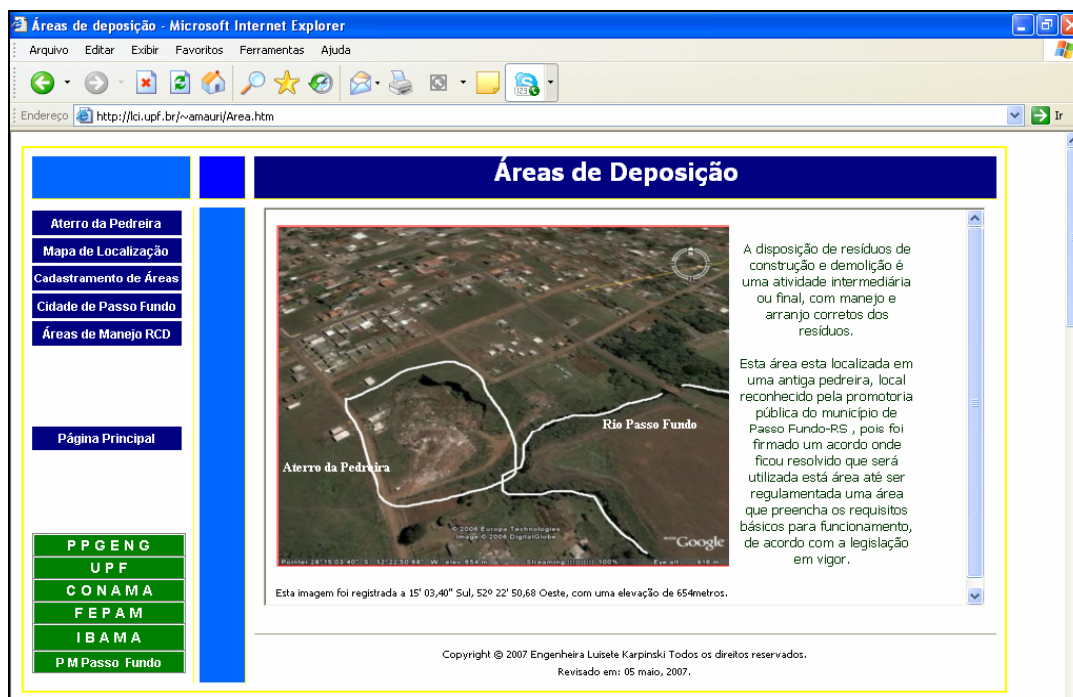 Áreas de deposição - Microsoft Internet Explorer
Arquivo Editar Exibir Favoritos Ferramentas Ajuda
Endereço http://lci.upf.br/~amauri/Area.htm Ir
Áreas de Deposição
Aterro da Pedreira
Mapa de Localização
Cadastramento de Áreas
Cidade de Passo Fundo
Áreas de Manejo RCD
Página Principal
PPGENG
UPF
CONAMA
FEPAM
IBAMA
PM Passo Fundo
Rio Passo Fundo
Aterro da Pedreira
© 2006 Europa Technologies
Image © 2006 DigitalGlobe
Google
Streaming 100%
Esta imagem foi registrada a 15' 03,40" Sul, 52º 22' 50,68 Oeste, com uma elevação de 654metros.
A disposição de resíduos de
construção e demolição é
uma atividade intermediária
ou final, com manejo e
arranjo corretos dos
resíduos.
Esta área esta localizada em
uma antiga pedreira, local
reconhecido pela promotoria
pública do município de
Passo Fundo-RS , pois foi
firmado um acordo onde
ficou resolvido que será
utilizada está área até ser
regulamentada uma área
que preencha os requisitos
básicos para funcionamento,
de acordo com a legislação
em vigor.
Copyright © 2007 Engenheira Luisete Karpinski Todos os direitos reservados.
Revisado em: 05 maio, 2007.